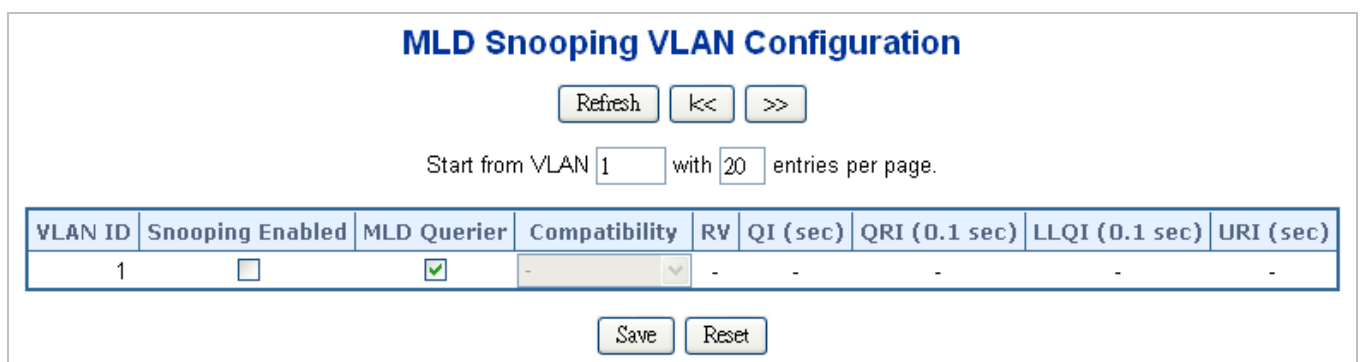 MLD Snooping VLAN Configuration
Refresh |<< >>
Start from VLAN 1 with 20 entries per page.
VLAN ID Snooping Enabled MLD Querier Compatibility RV QI (sec) QRI (0.1 sec) LLQI (0.1 sec) URI (sec)
1 - - - - - -
Save Reset